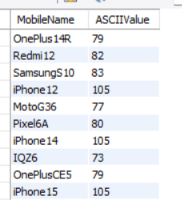 MobileName ASCIIValue
OnePlus14R 79
Redmi12 82
SamsungS10 83
iPhone12 105
MotoG36 77
Pixel6A 80
iPhone14 105
IQZ6 73
OnePlusCE5 79
iPhone15 105